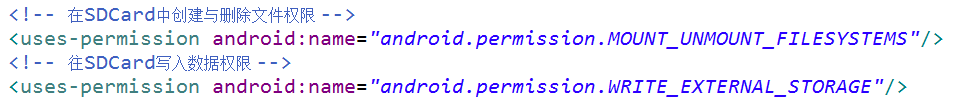 <!-- 在SDCard中创建与删除文件权限 -->
<uses-permission android:name="android.permission.MOUNT_UNMOUNT_FILESYSTEMS"/>
<!-- 往SDCard写入数据权限 -->
<uses-permission android:name="android.permission.WRITE_EXTERNAL_STORAGE"/>